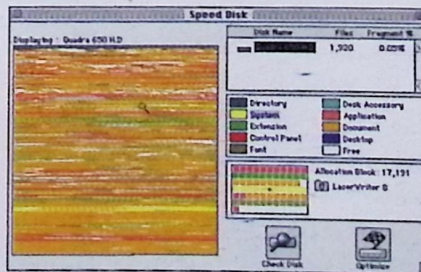 Speed Disk
Displaying : Quadra 650 HD
Disk Name Files Fragment %
1,920
Directory Desk Accessory
System Application
Extension Document
Control Panel Desktop
Font Free
Allocation Block: 17,191
LaserWriter 8
Check Disk Optimize